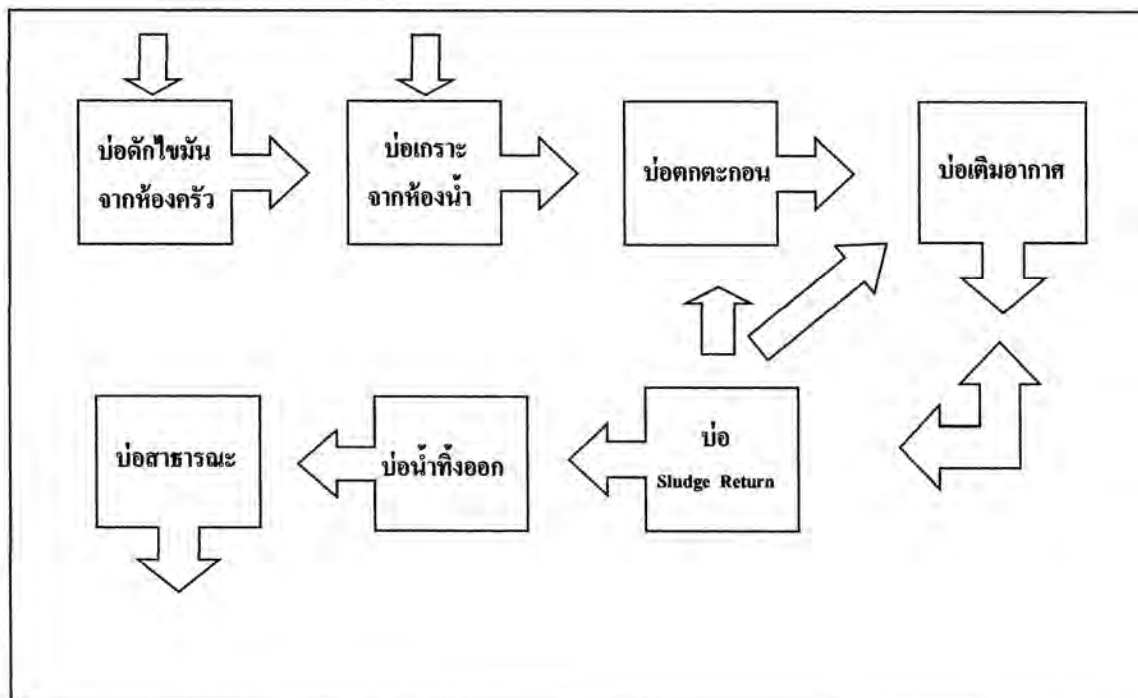 บ่อดักไขมัน
จากห้องครัว
บ่อเกราะ
จากห้องน้ำ
บ่อตกตะกอน
บ่อเติมอากาศ
บ่อสาธารณะ
บ่อน้ำทิ้งออก
บ่อ
Sludge Return